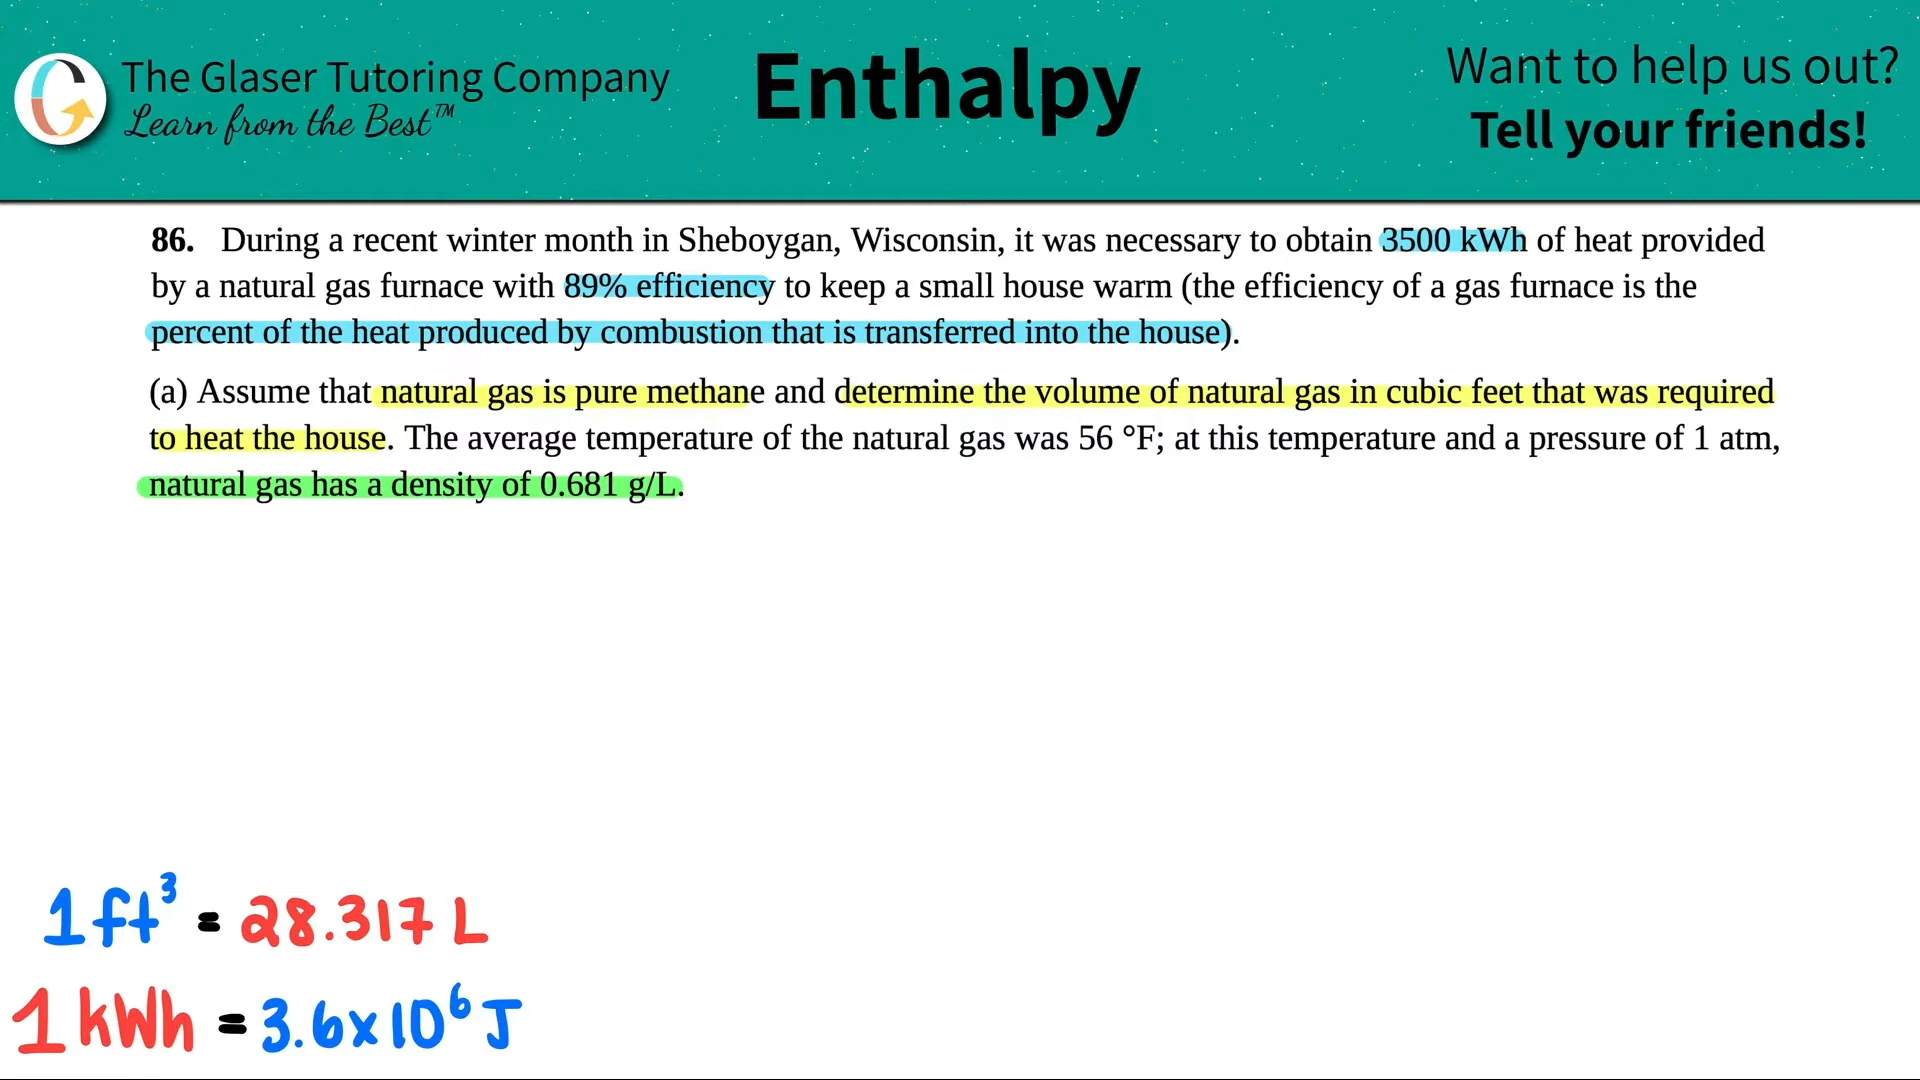 The Glaser Tutoring Company
Learn from the Best™
Enthalpy
Want to help us out?
Tell your friends!
86. During a recent winter month in Sheboygan, Wisconsin, it was necessary to obtain 3500 kWh of heat provided
by a natural gas furnace with 89% efficiency to keep a small house warm (the efficiency of a gas furnace is the
percent of the heat produced by combustion that is transferred into the house).
(a) Assume that natural gas is pure methane and determine the volume of natural gas in cubic feet that was required
to heat the house. The average temperature of the natural gas was 56 °F; at this temperature and a pressure of 1 atm,
natural gas has a density of 0.681 g/L.
1 ft³ = 28.317 L
1 kWh = 3.6x10⁶ J